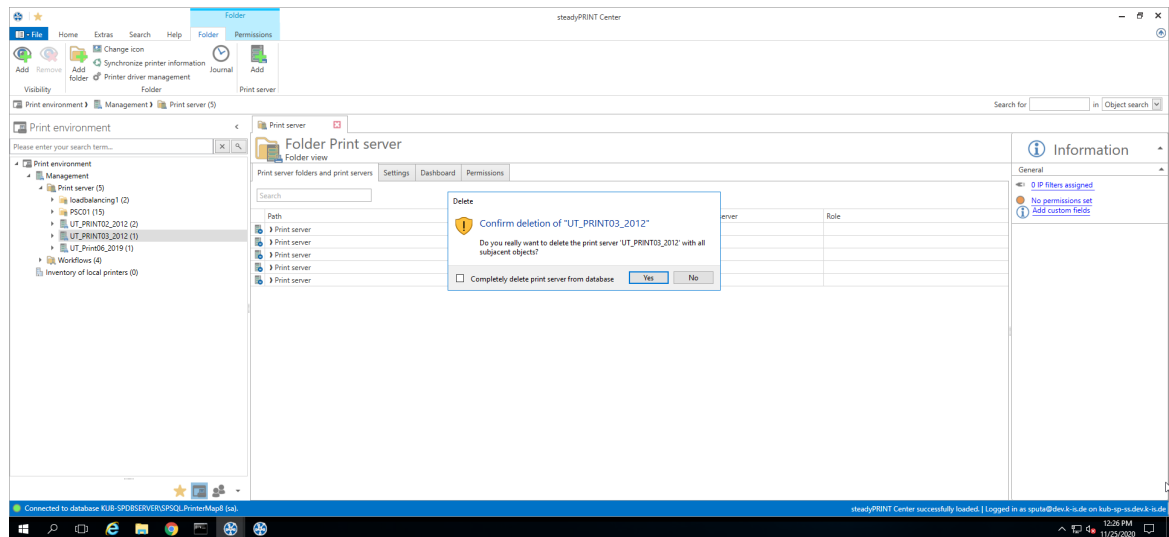 Folder
steadyPRINT Center
File Home Extras Search Help Folder Permissions
Add Remove Add folder Change icon Journal Add
Synchronize printer information
Printer driver management
Visibility Folder Print server
Print environment Management Print server (5) Search for in Object search
Print environment
Print server
Folder Print server
Folder view
Information
Please enter your search term...
Print server folders and print servers Settings Dashboard Permissions
General
Print environment
Management
Print server (5)
loadbalancing1 (2)
PSC01 (15)
UT_PRINT02_2012 (2)
UT_PRINT03_2012 (1)
UT_Print06_2019 (1)
Workflows (4)
Inventory of local printers (0)
Search
Path erver Role
Print server
Print server
Print server
Print server
Print server
Delete
Confirm deletion of "UT_PRINT03_2012"
Do you really want to delete the print server 'UT_PRINT03_2012' with all
subjacent objects?
Completely delete print server from database Yes No
0 IP filters assigned
No permissions set
Add custom fields
Connected to database KUB-SPDBSERVER\SPSQL.PrinterMap8 (sa). steadyPRINT Center successfully loaded. | Logged in as sputa@dev.k-is.de on kub-sp-ss.dev.k-is.de
12:26 PM
11/25/2020